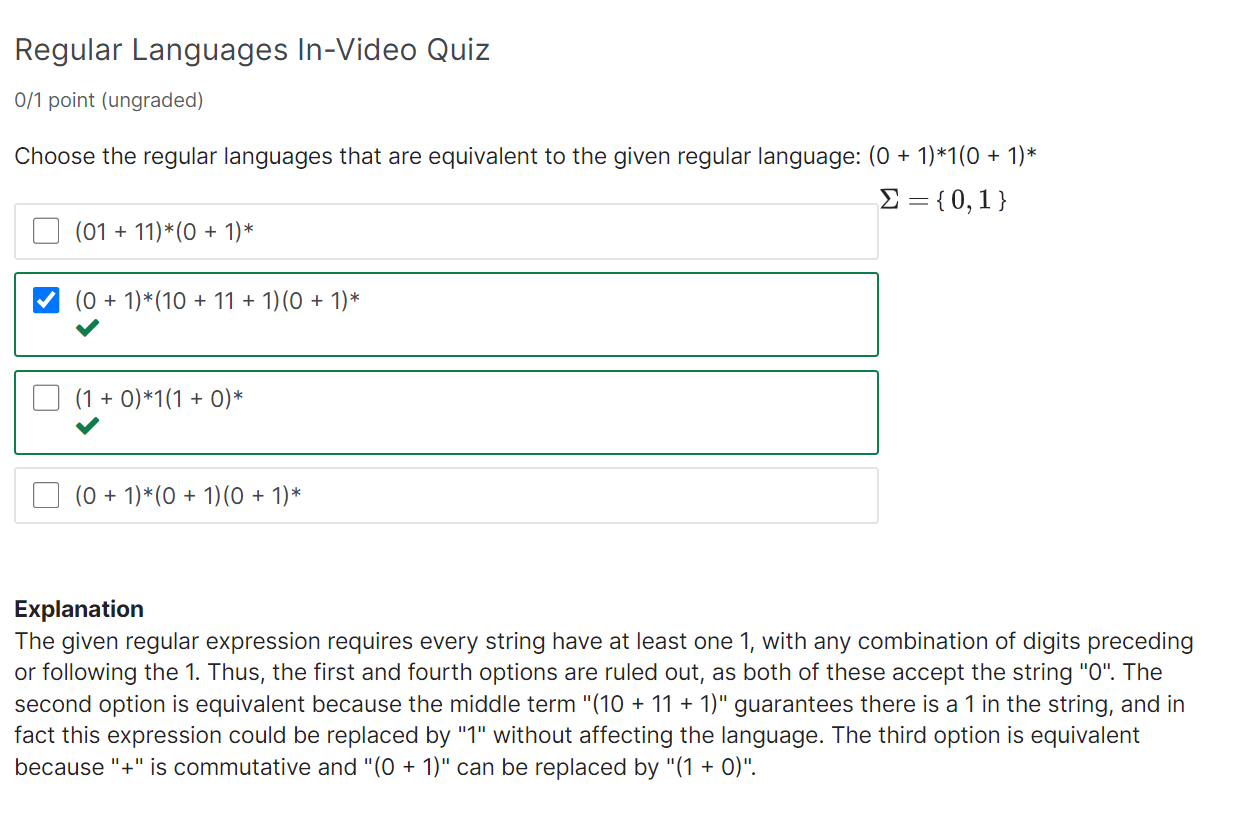 Regular Languages In-Video Quiz
0/1 point (ungraded)
Choose the regular languages that are equivalent to the given regular language: (0 + 1)*1(0 + 1)*
Σ = { 0, 1 }
(01 + 11)*(0 + 1)*
(0 + 1)*(10 + 11 + 1)(0 + 1)*
(1 + 0)*1(1 + 0)*
(0 + 1)*(0 + 1)(0 + 1)*
Explanation
The given regular expression requires every string have at least one 1, with any combination of digits preceding
or following the 1. Thus, the first and fourth options are ruled out, as both of these accept the string "0". The
second option is equivalent because the middle term "(10 + 11 + 1)" guarantees there is a 1 in the string, and in
fact this expression could be replaced by "1" without affecting the language. The third option is equivalent
because "+" is commutative and "(0 + 1)" can be replaced by "(1 + 0)".